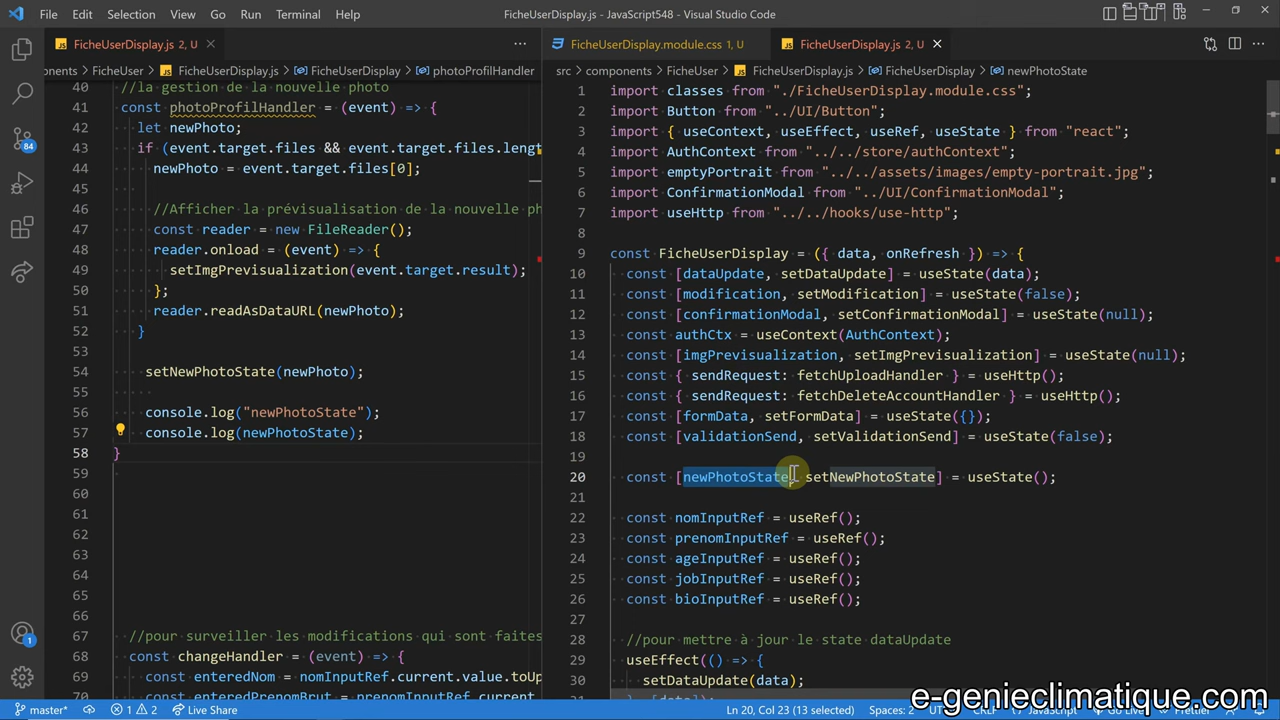 File Edit Selection View Go Run Terminal Help FicheUserDisplay.js - JavaScript548 - Visual Studio Code
FicheUserDisplay.js 2, U
onents > FicheUser > FicheUserDisplay.js > FicheUserDisplay > photoProfilHandler
40 //la gestion de la nouvelle photo
41 const photoProfilHandler = (event) => {
42 let newPhoto;
43 if (event.target.files && event.target.files.leng
44 newPhoto = event.target.files[0];
45
46 //Afficher la prévisualisation de la nouvelle ph
47 const reader = new FileReader();
48 reader.onload = (event) => {
49 setImgPrevisualization(event.target.result);
50 };
51 reader.readAsDataURL(newPhoto);
52 }
53
54 setNewPhotoState(newPhoto);
55
56 console.log("newPhotoState");
57 console.log(newPhotoState);
58 }
59
60
61
62
63
64
65
66
67 //pour surveiller les modifications qui sont faites
68 const changeHandler = (event) => {
69 const enteredNom = nomInputRef.current.value.toUp
70 const enteredPrenomBrut = prenomInputRef.current
FicheUserDisplay.module.css 1, U FicheUserDisplay.js 2, U
src > components > FicheUser > FicheUserDisplay.js > FicheUserDisplay > newPhotoState
1 import classes from "./FicheUserDisplay.module.css";
2 import Button from "../UI/Button";
3 import { useContext, useEffect, useRef, useState } from "react";
4 import AuthContext from "../../store/authContext";
5 import emptyPortrait from "../../assets/images/empty-portrait.jpg";
6 import ConfirmationModal from "../UI/ConfirmationModal";
7 import useHttp from "../../hooks/use-http";
8
9 const FicheUserDisplay = ({ data, onRefresh }) => {
10 const [dataUpdate, setDataUpdate] = useState(data);
11 const [modification, setModification] = useState(false);
12 const [confirmationModal, setConfirmationModal] = useState(null);
13 const authCtx = useContext(AuthContext);
14 const [imgPrevisualization, setImgPrevisualization] = useState(null);
15 const { sendRequest: fetchUploadHandler } = useHttp();
16 const { sendRequest: fetchDeleteAccountHandler } = useHttp();
17 const [formData, setFormData] = useState({});
18 const [validationSend, setValidationSend] = useState(false);
19
20 const [newPhotoState, setNewPhotoState] = useState();
21
22 const nomInputRef = useRef();
23 const prenomInputRef = useRef();
24 const ageInputRef = useRef();
25 const jobInputRef = useRef();
26 const bioInputRef = useRef();
27
28 //pour mettre à jour le state dataUpdate
29 useEffect(() => {
30 setDataUpdate(data);
84
1
master* 1 2 Live Share Ln 20, Col 23 (13 selected) Spaces: 2
e-genieclimatique.com